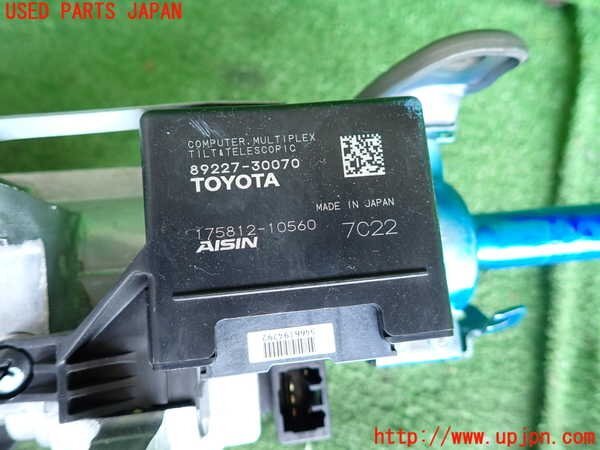 USED PARTS JAPAN
COMPUTER.MULTIPLEX
TILT&TELESCOPIC
89227-30070
TOYOTA
MADE IN JAPAN
175812-10560
7C22
AISIN
http://www.upjpn.com/